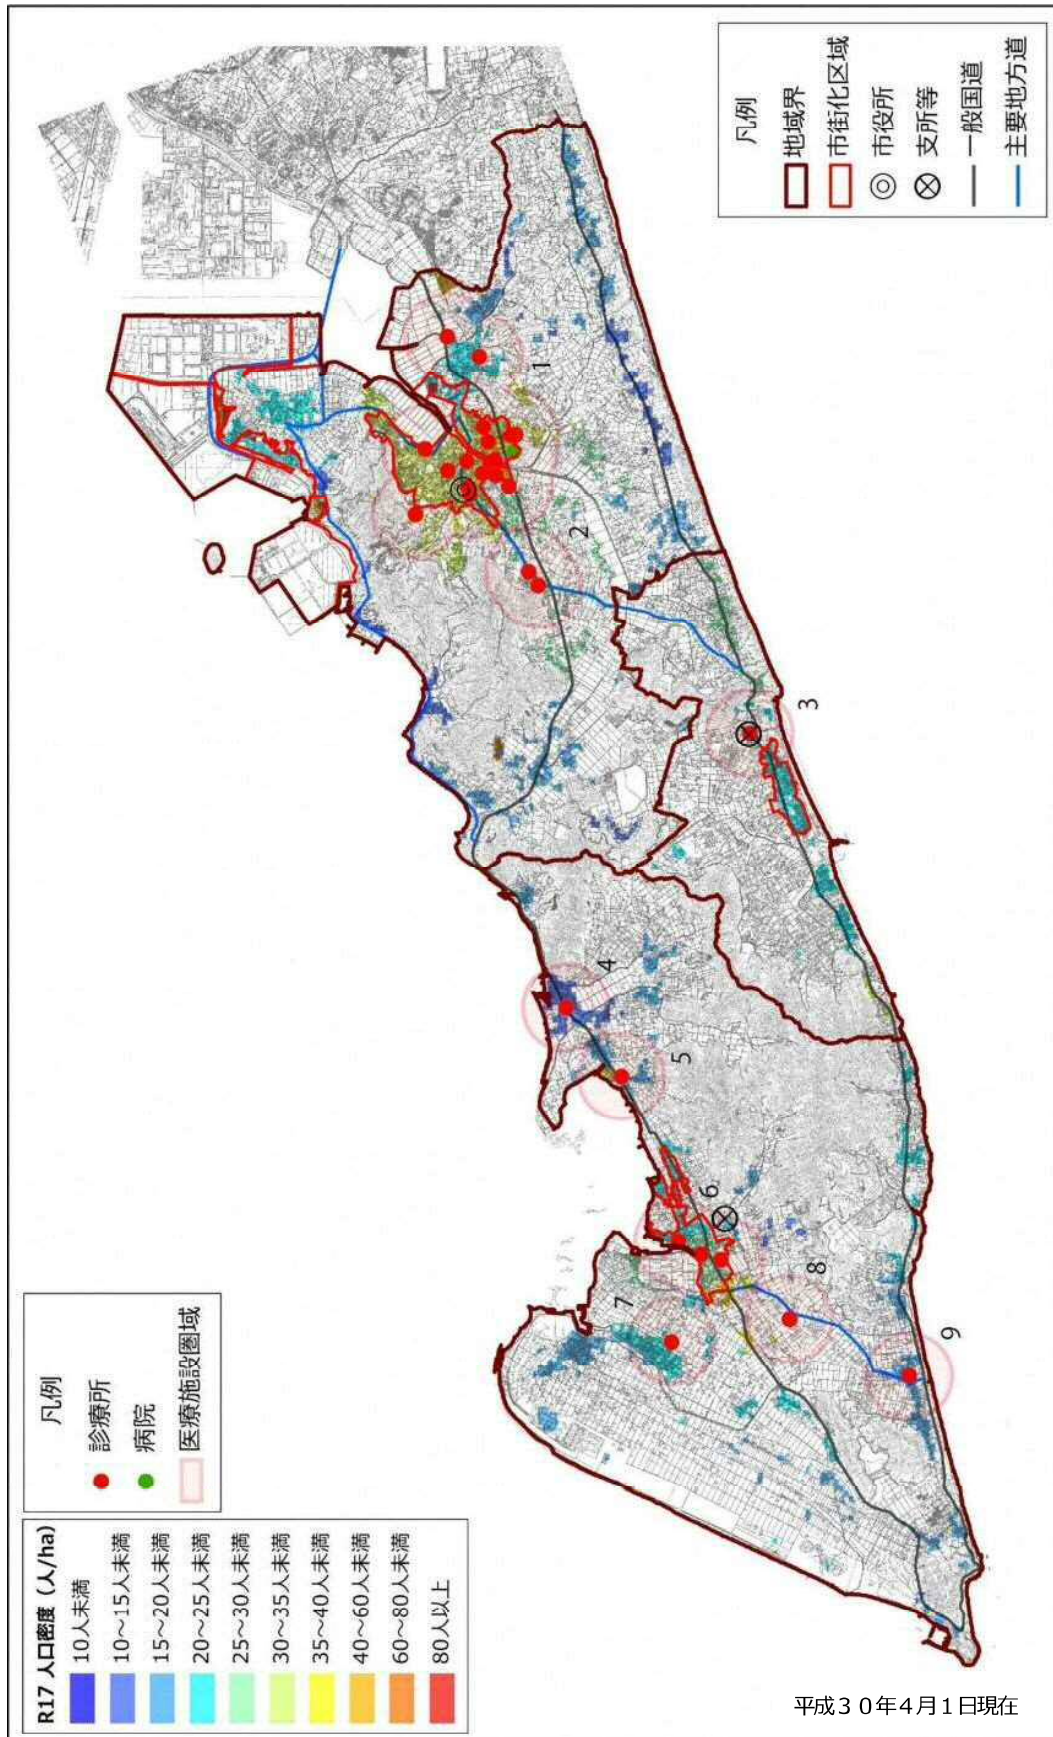 凡例
地域界
市街化区域
市役所
支所等
一般国道
主要地方道
1
2
3
4
5
6
7
8
9
凡例
診療所
病院
医療施設圏域
R17 人口密度（人/ha）
10人未満
10～15人未満
15～20人未満
20～25人未満
25～30人未満
30～35人未満
35～40人未満
40～60人未満
60～80人未満
80人以上
平成３０年４月１日現在